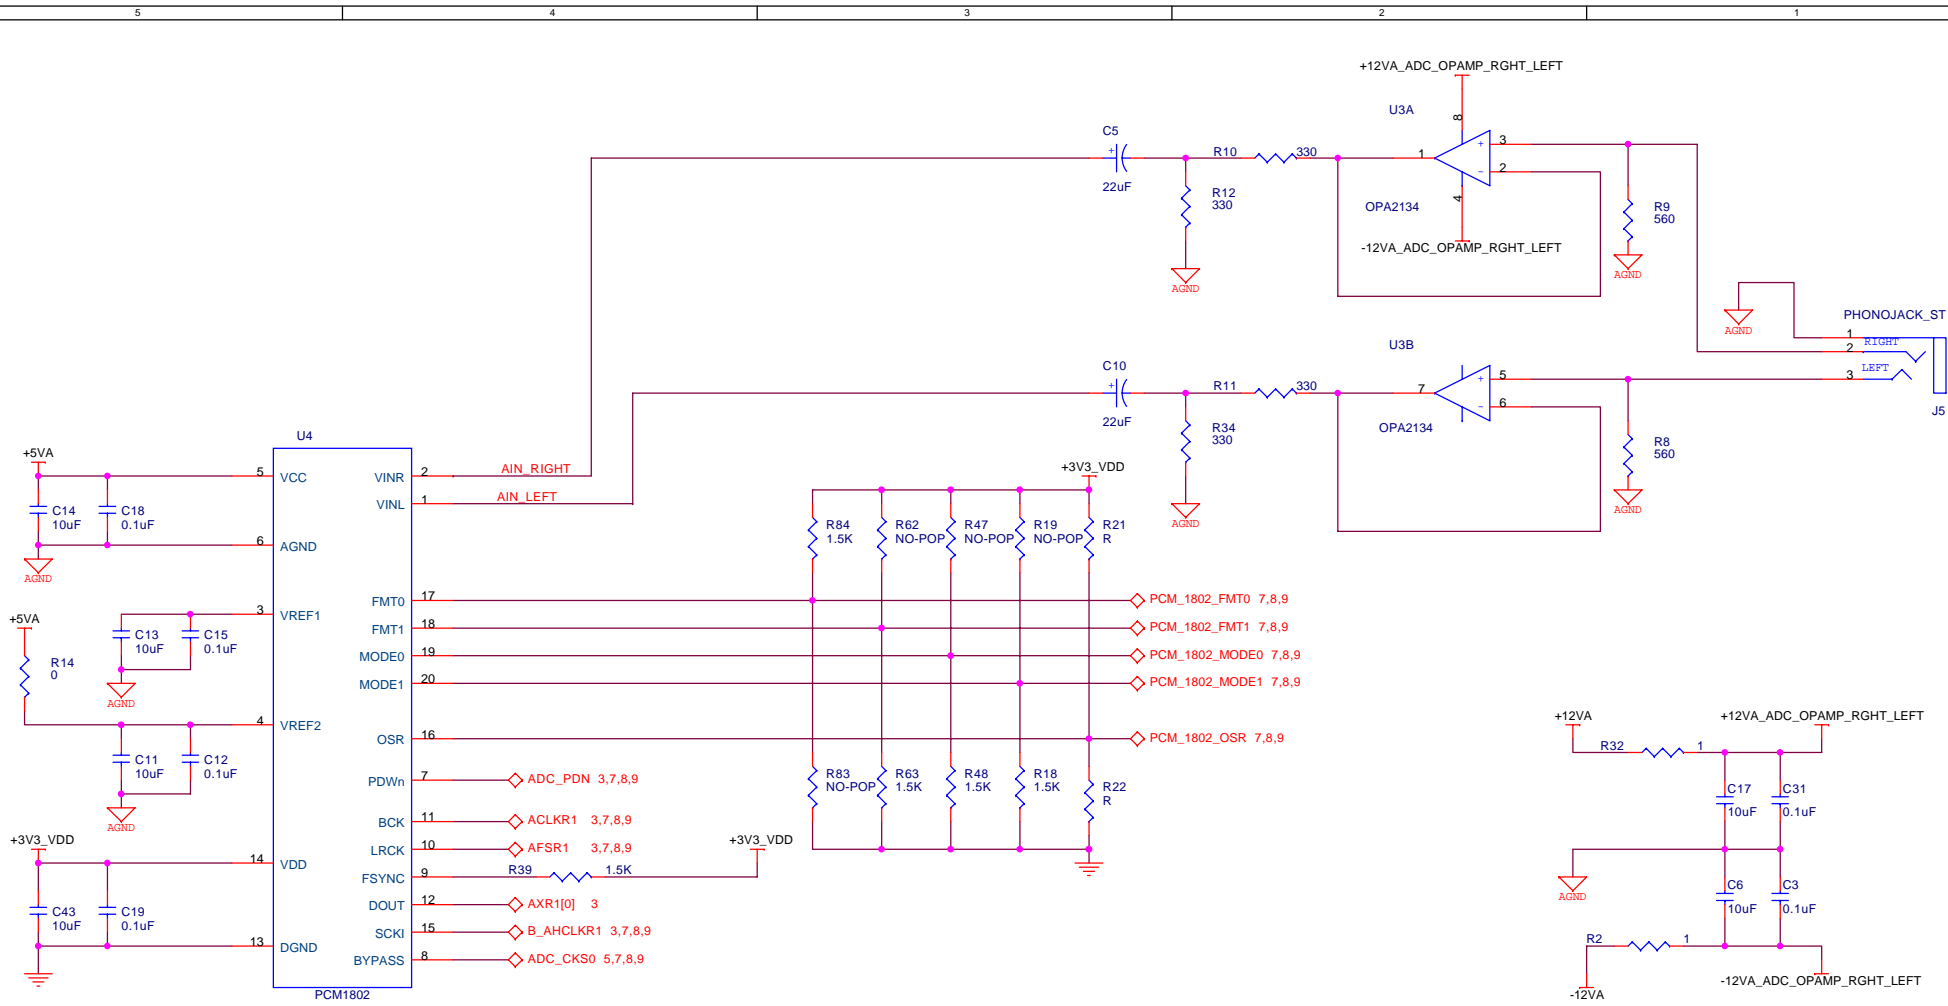 5 4 3 2 1
+12VA_ADC_OPAMP_RGHT_LEFT
U3A
8
C5
+
R10 330
1
+
3
-
2
22uF
R12
330
OPA2134
4
R9
560
-12VA_ADC_OPAMP_RGHT_LEFT
AGND
AGND
AGND
PHONOJACK_ST
1
2 RIGHT
3 LEFT
J5
U3B
C10
+
R11 330
7
+
5
-
6
22uF
R34
330
OPA2134
R8
560
AGND
AGND
U4
+5VA
5 VCC
VINR 2 AIN_RIGHT
VINL 1 AIN_LEFT
C14
10uF
C18
0.1uF
6 AGND
AGND
+3V3_VDD
R84
1.5K
R62
NO-POP
R47
NO-POP
R19
NO-POP
R21
R
FMT0 17 PCM_1802_FMT0 7,8,9
FMT1 18 PCM_1802_FMT1 7,8,9
MODE0 19 PCM_1802_MODE0 7,8,9
MODE1 20 PCM_1802_MODE1 7,8,9
OSR 16 PCM_1802_OSR 7,8,9
3 VREF1
+5VA
C13
10uF
C15
0.1uF
R14
0
AGND
4 VREF2
C11
10uF
C12
0.1uF
AGND
PDWn 7 ADC_PDN 3,7,8,9
R83
NO-POP
R63
1.5K
R48
1.5K
R18
1.5K
R22
R
BCK 11 ACLKR1 3,7,8,9
LRCK 10 AFSR1 3,7,8,9
+3V3_VDD
FSYNC 9 R39 1.5K
DOUT 12 AXR1[0] 3
SCKI 15 B_AHCLKR1 3,7,8,9
BYPASS 8 ADC_CKS0 5,7,8,9
+3V3_VDD
14 VDD
C43
10uF
C19
0.1uF
13 DGND
PCM1802
+12VA
+12VA_ADC_OPAMP_RGHT_LEFT
R32 1
C17
10uF
C31
0.1uF
AGND
C6
10uF
C3
0.1uF
R2 1
-12VA_ADC_OPAMP_RGHT_LEFT
-12VA